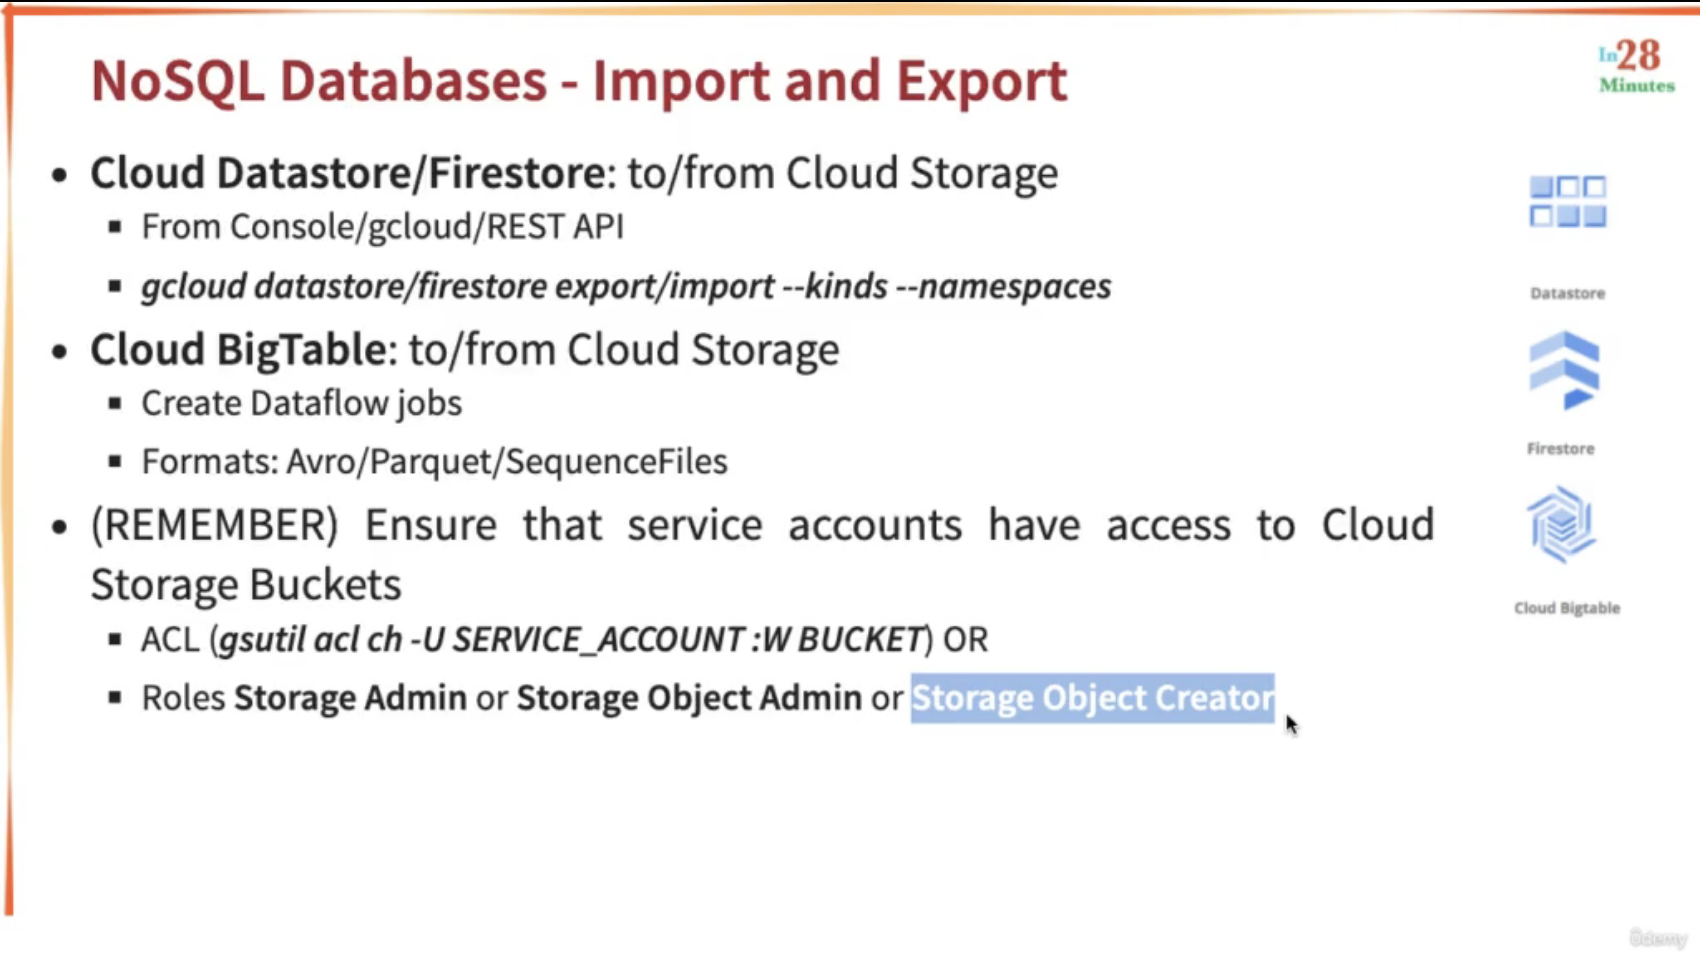 NoSQL Databases - Import and Export
In28
Minutes
• Cloud Datastore/Firestore: to/from Cloud Storage
▪ From Console/gcloud/REST API
▪ gcloud datastore/firestore export/import --kinds --namespaces
• Cloud BigTable: to/from Cloud Storage
▪ Create Dataflow jobs
▪ Formats: Avro/Parquet/SequenceFiles
• (REMEMBER) Ensure that service accounts have access to Cloud
Storage Buckets
▪ ACL (gsutil acl ch -U SERVICE_ACCOUNT :W BUCKET) OR
▪ Roles Storage Admin or Storage Object Admin or Storage Object Creator
Datastore
Firestore
Cloud Bigtable
Udemy